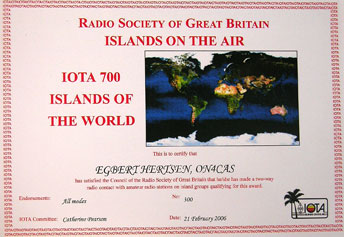 RADIO SOCIETY OF GREAT BRITAIN
ISLANDS ON THE AIR
IOTA 700
ISLANDS OF
THE WORLD
This is to certify that
EGBERT HERTSEN, ON4CAS
has satisfied the Council of the Radio Society of Great Britain that he/she has made a two-way
radio contact with amateur radio stations on island groups qualifying for this award.
Endorsements: All modes No: 300
IOTA Committee: Catherine Pearson Date: 21 February 2006
IOTA